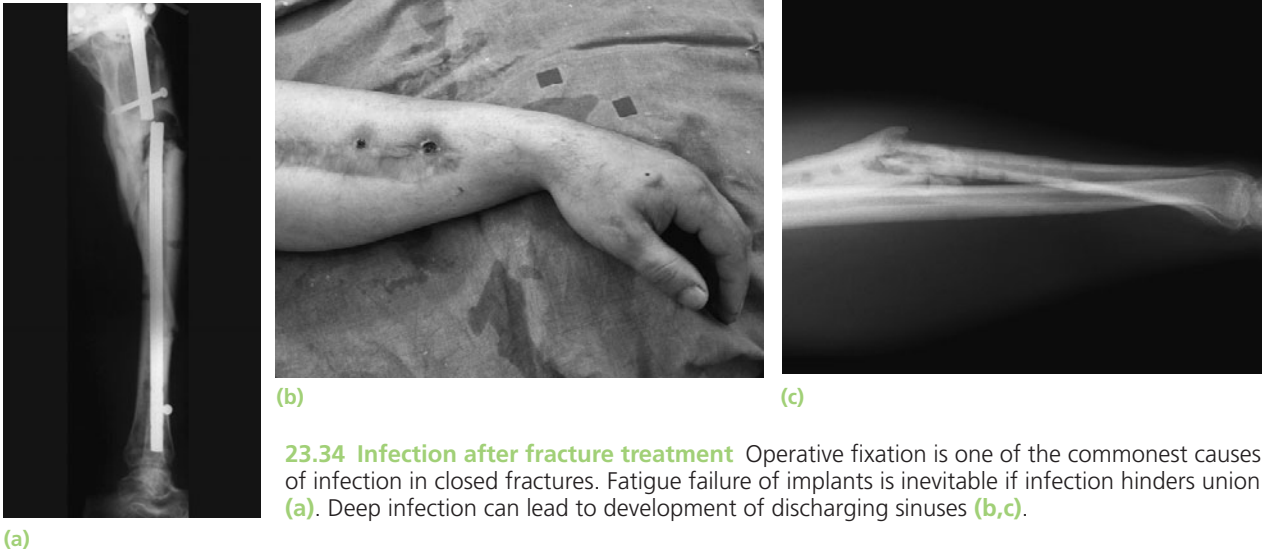 (b)
(c)
23.34 Infection after fracture treatment Operative fixation is one of the commonest causes
of infection in closed fractures. Fatigue failure of implants is inevitable if infection hinders union
(a). Deep infection can lead to development of discharging sinuses (b,c).
(a)